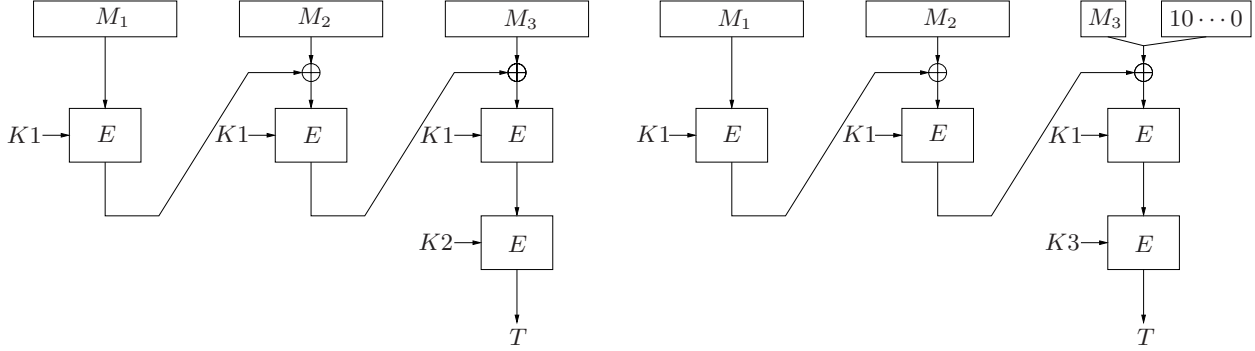 M₁ M₂ M₃ M₁ M₂ M₃ 10···0
K1 E K1 E K1 E K1 E K1 E K1 E
K2 E K3 E
T T